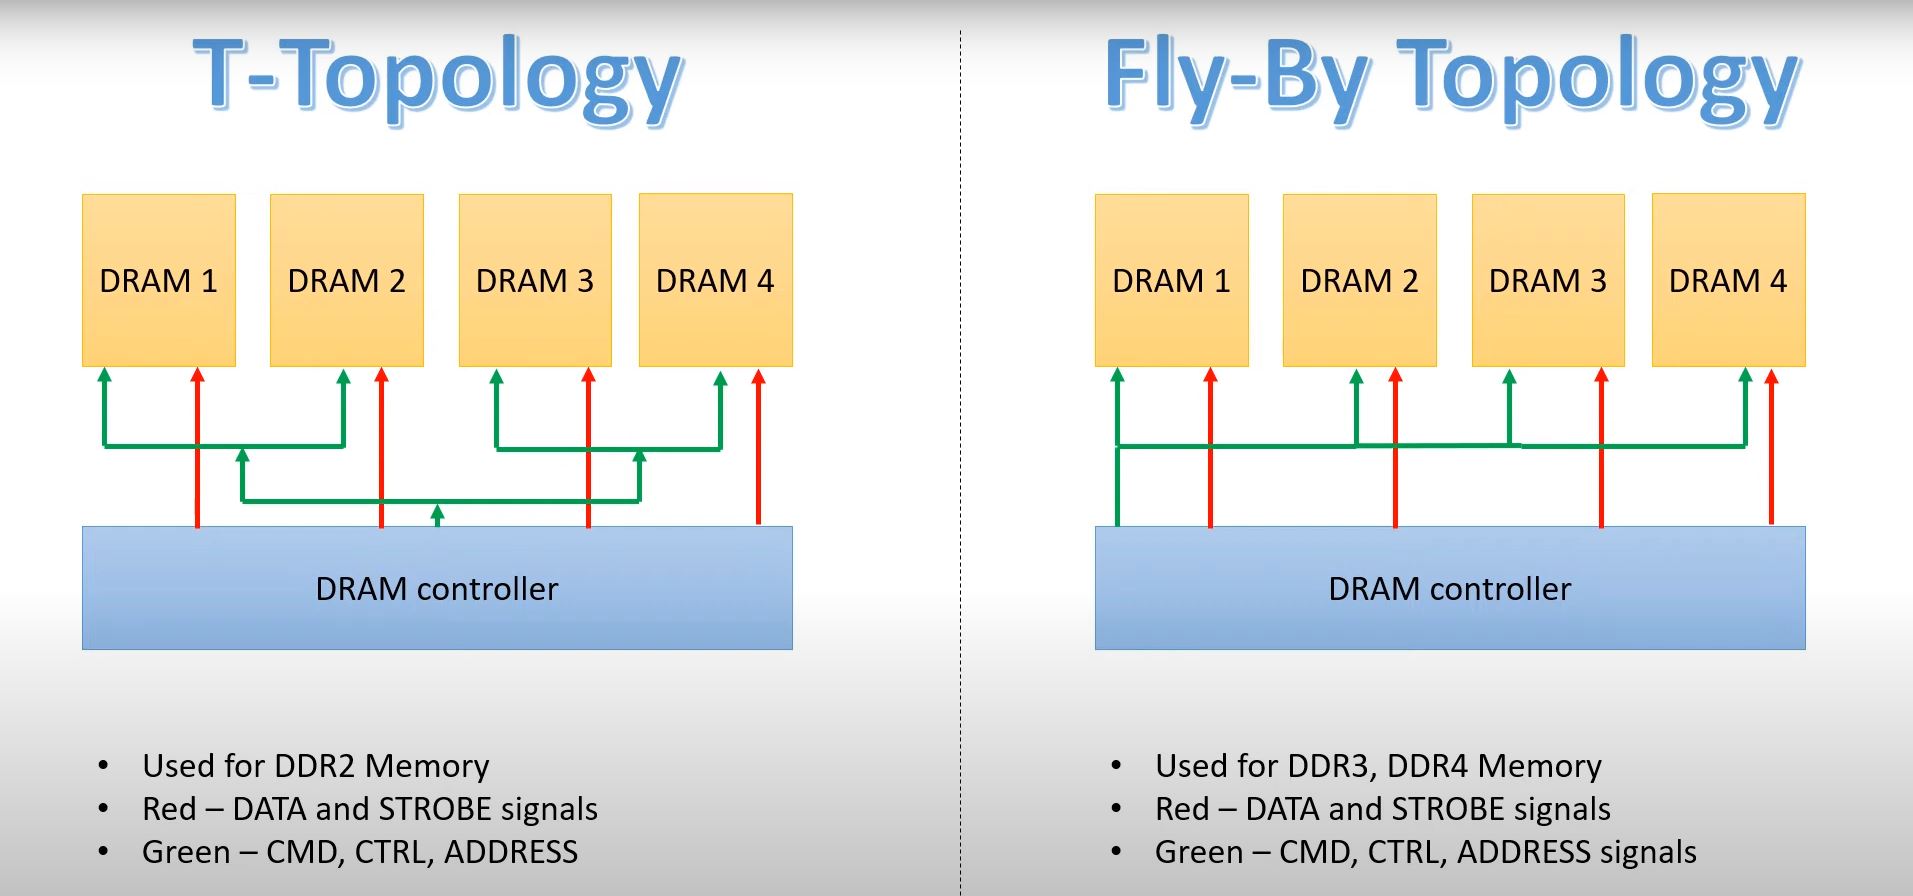 T-Topology
DRAM 1
DRAM 2
DRAM 3
DRAM 4
DRAM controller
• Used for DDR2 Memory
• Red – DATA and STROBE signals
• Green – CMD, CTRL, ADDRESS
Fly-By Topology
DRAM 1
DRAM 2
DRAM 3
DRAM 4
DRAM controller
• Used for DDR3, DDR4 Memory
• Red – DATA and STROBE signals
• Green – CMD, CTRL, ADDRESS signals